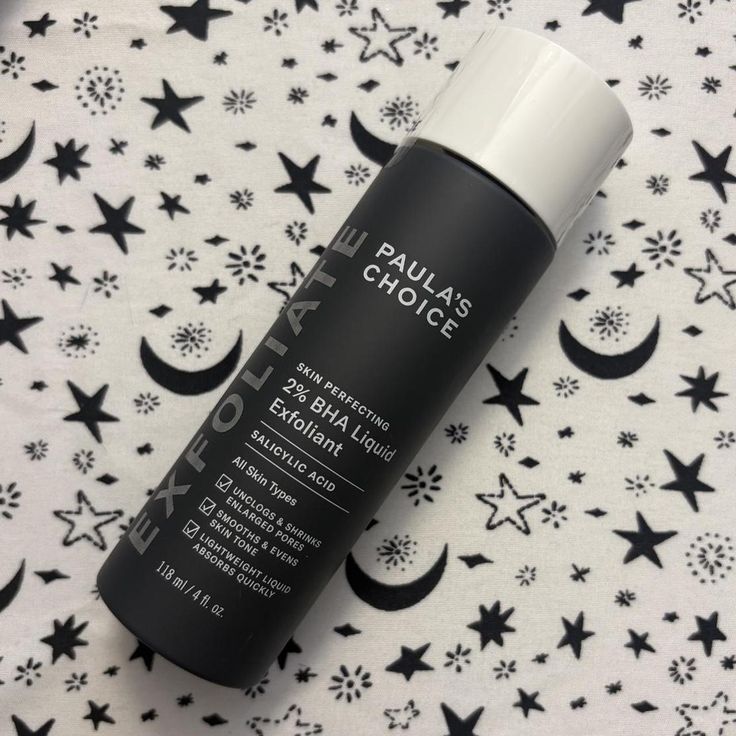 EXFOLIATE
PAULA'S
CHOICE
SKIN PERFECTING
2% BHA Liquid
Exfoliant
SALICYLIC ACID
All Skin Types
UNCLOGS & SHRINKS
ENLARGED PORES
SMOOTHS & EVENS
SKIN TONE
LIGHTWEIGHT LIQUID
ABSORBS QUICKLY
118 ml / 4 fl. oz.